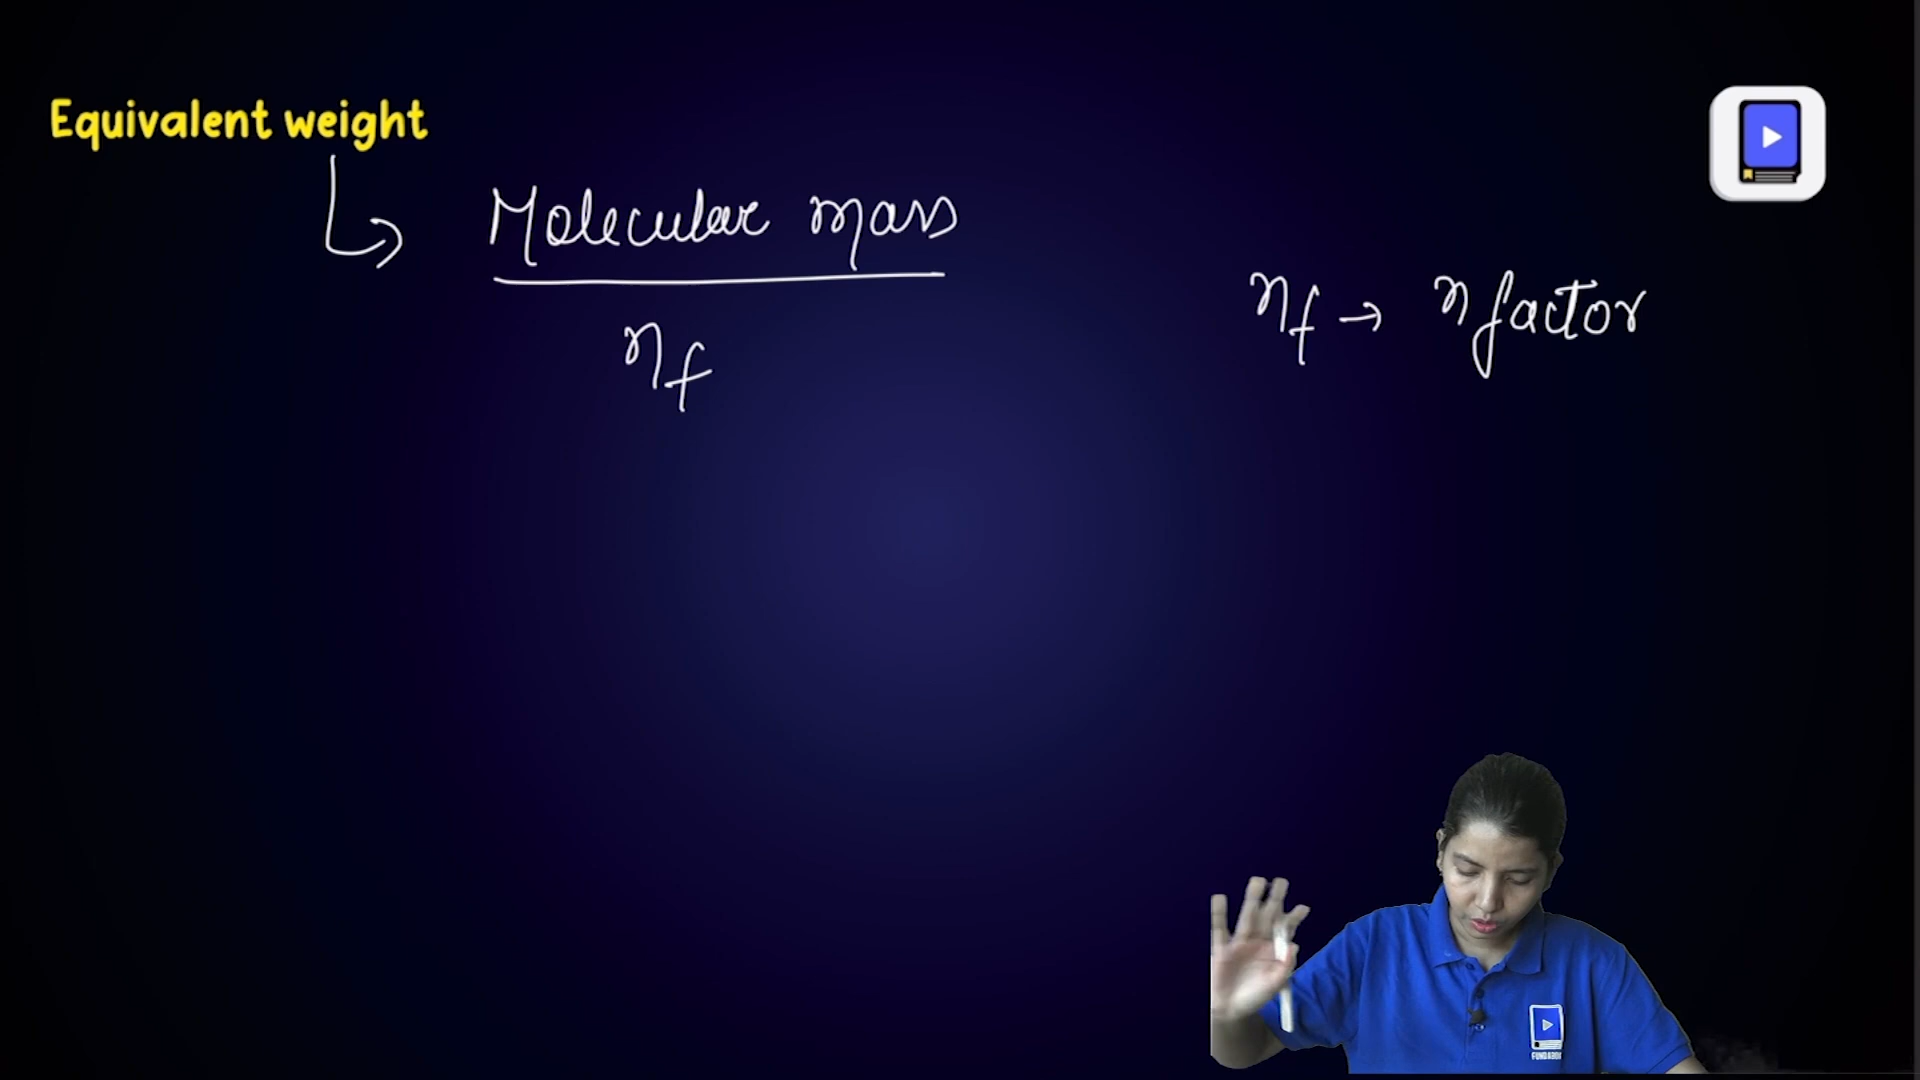 Equivalent weight
Molecular mass
nf
nf → n factor